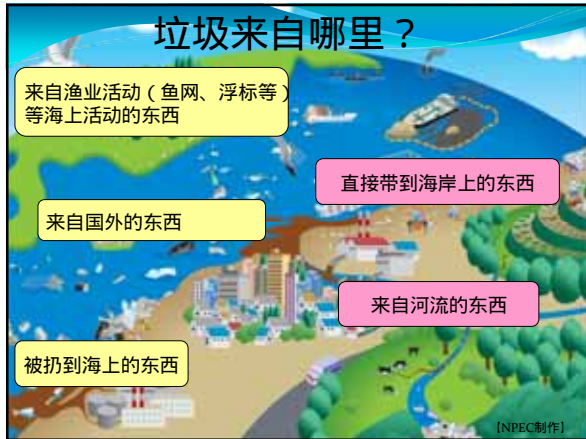 垃圾来自哪里？
来自渔业活动（鱼网、浮标等）
等海上活动的东西
直接带到海岸上的东西
来自国外的东西
来自河流的东西
被扔到海上的东西
【NPEC制作】